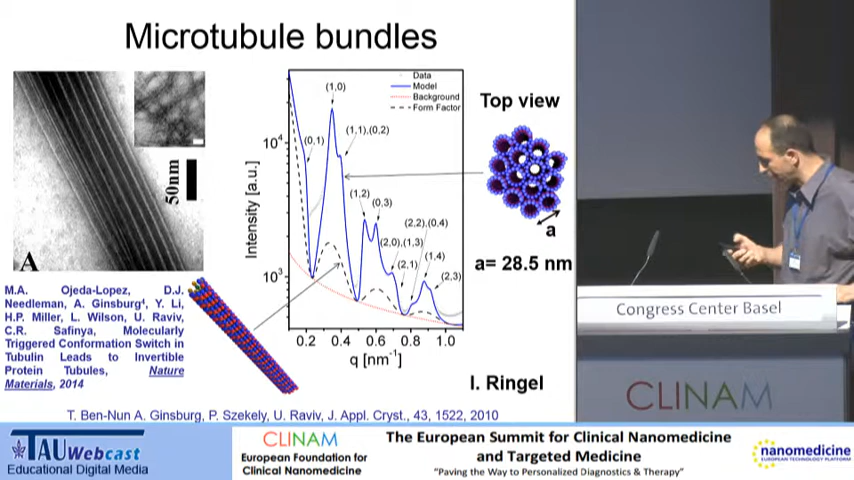 Microtubule bundles
50nm
A
M.A. Ojeda-Lopez, D.J.
Needleman, A. Ginsburg⁴, Y. Li,
H.P. Miller, L. Wilson, U. Raviv,
C.R. Safinya, Molecularly
Triggered Conformation Switch in
Tubulin Leads to Invertible
Protein Tubules, Nature
Materials, 2014
Data
Model
Background
Form Factor
(1,0)
(1,1),(0,2)
(0,1)
(1,2)
(0,3)
(2,2),(0,4)
(2,0),(1,3)
(1,4)
(2,1)
(2,3)
10⁴
10³
Intensity [a.u.]
0.2 0.4 0.6 0.8 1.0
q [nm⁻¹]
Top view
a
a= 28.5 nm
I. Ringel
T. Ben-Nun A. Ginsburg, P. Szekely, U. Raviv, J. Appl. Cryst., 43, 1522, 2010
Congress Center Basel
CLINAM
TAU Webcast
Educational Digital Media
CLINAM
European Foundation for
Clinical Nanomedicine
The European Summit for Clinical Nanomedicine
and Targeted Medicine
"Paving the Way to Personalized Diagnostics & Therapy"
nanomedicine
EUROPEAN TECHNOLOGY PLATFORM